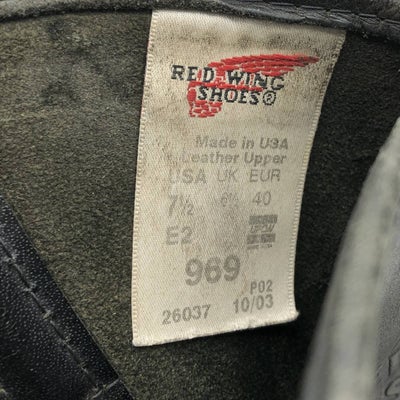 RED WING
SHOES®
Made in USA
Leather Upper
USA UK EUR
7½ 6½ 40
E2
969
P02
26037 10/03